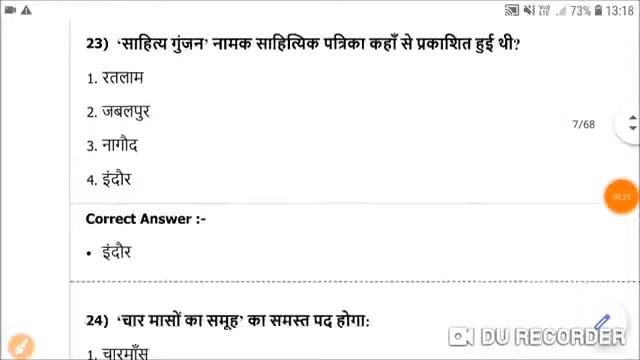 73% 13:18
23) ‘साहित्य गुंजन’ नामक साहित्यिक पत्रिका कहाँ से प्रकाशित हुई थी?
1. रतलाम
2. जबलपुर
7/68
3. नागौद
4. इंदौर
Correct Answer :-
• इंदौर
24) ‘चार मासों का समूह’ का समस्त पद होगा:
DU RECORDER
1. चारमाँस